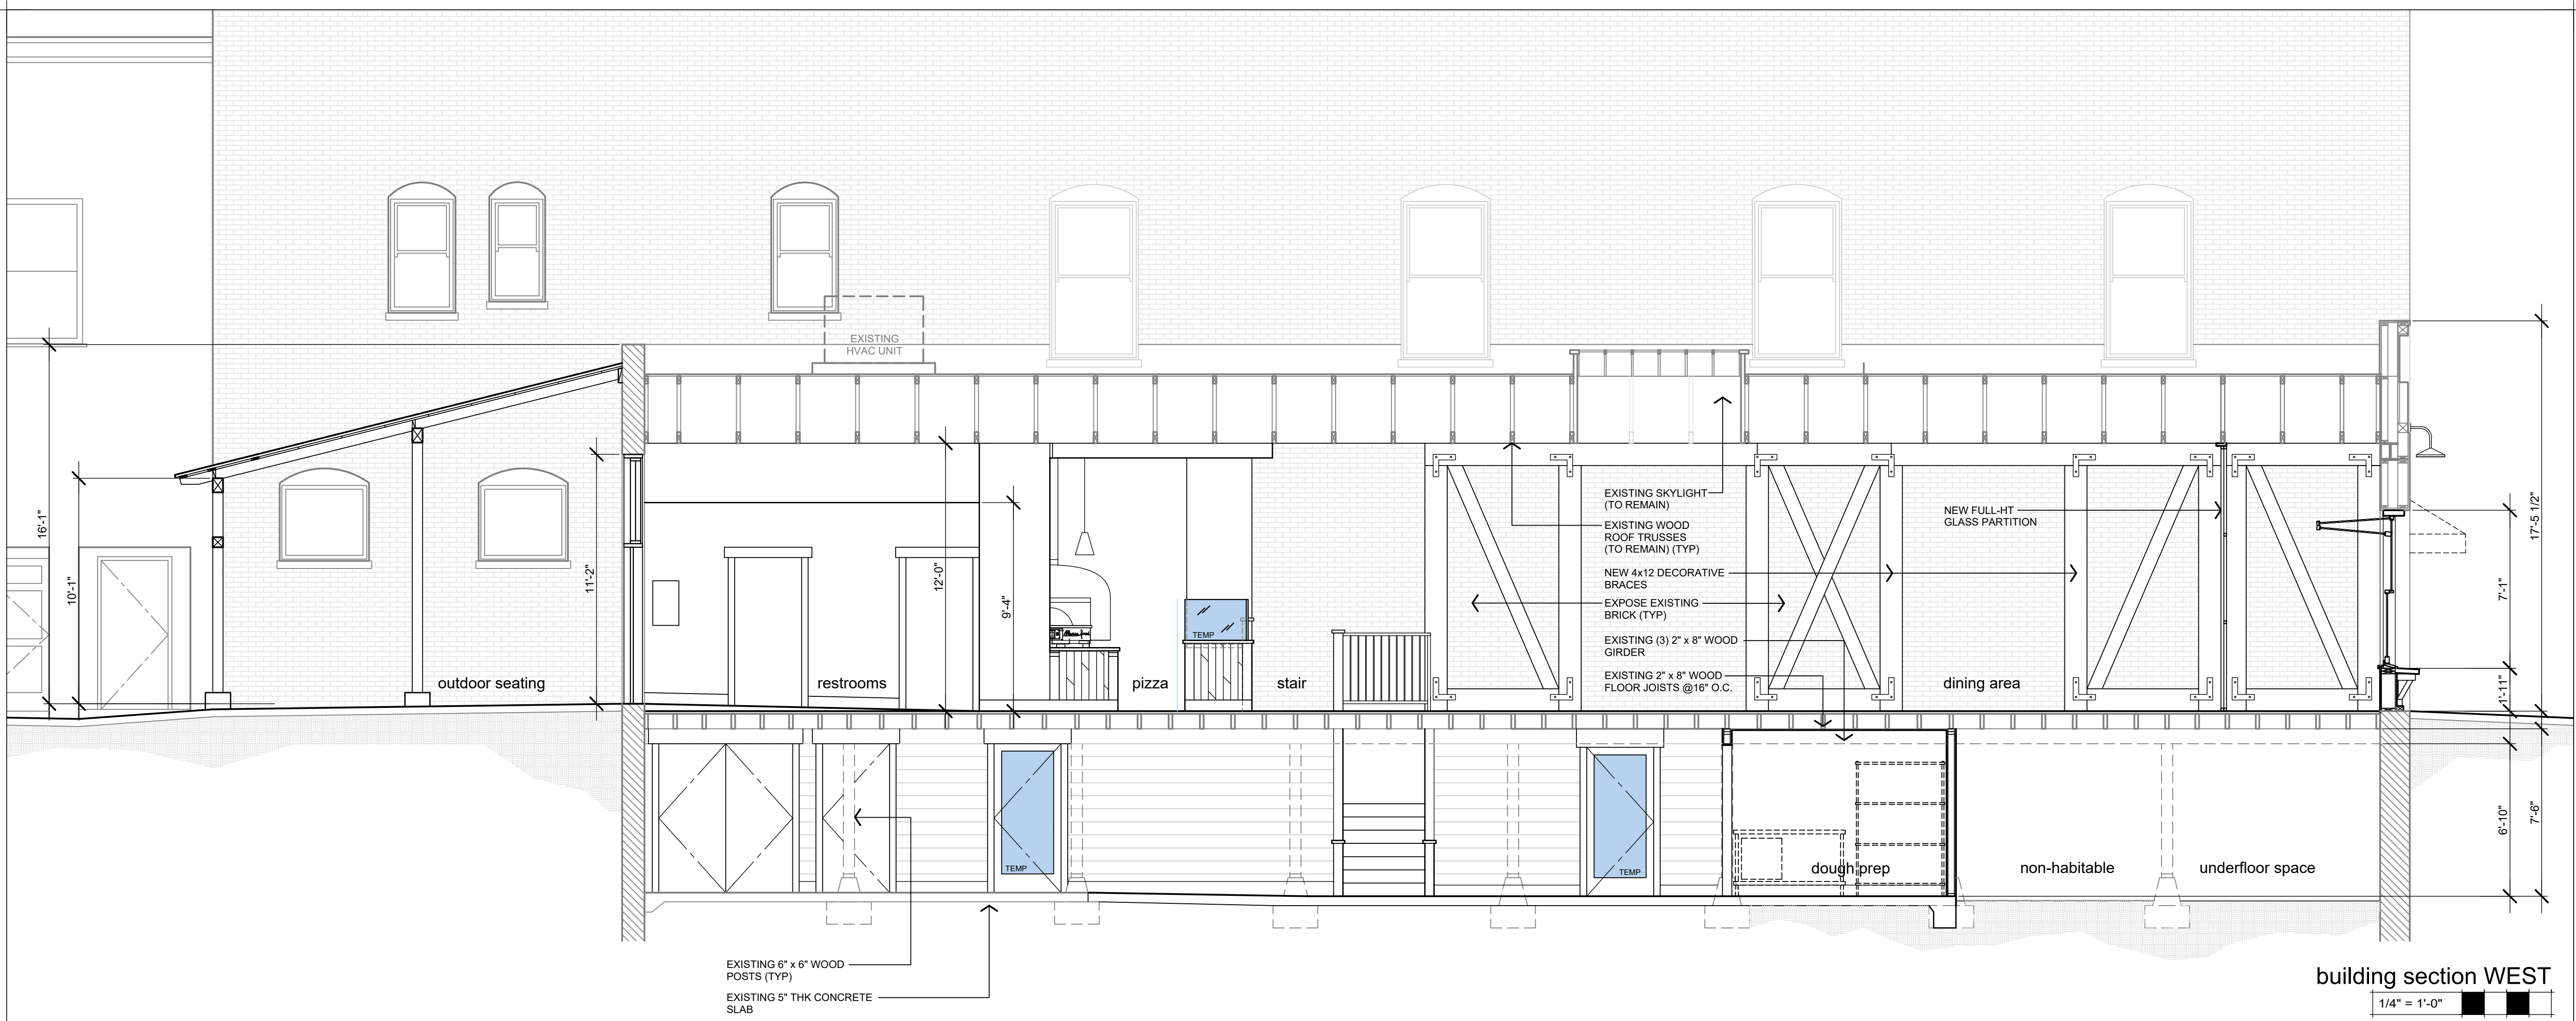 EXISTING
HVAC UNIT
16'-1"
10'-1"
11'-2"
12'-0"
9'-4"
17'-5 1/2"
7'-1"
1'-11"
6'-10"
7'-6"
EXISTING SKYLIGHT
(TO REMAIN)
EXISTING WOOD
ROOF TRUSSES
(TO REMAIN) (TYP)
NEW 4x12 DECORATIVE
BRACES
EXPOSE EXISTING
BRICK (TYP)
EXISTING (3) 2" x 8" WOOD
GIRDER
EXISTING 2" x 8" WOOD
FLOOR JOISTS @16" O.C.
NEW FULL-HT
GLASS PARTITION
TEMP
outdoor seating
restrooms
pizza
stair
dining area
TEMP
TEMP
dough prep
non-habitable
underfloor space
EXISTING 6" x 6" WOOD
POSTS (TYP)
EXISTING 5" THK CONCRETE
SLAB
building section WEST
1/4" = 1'-0"